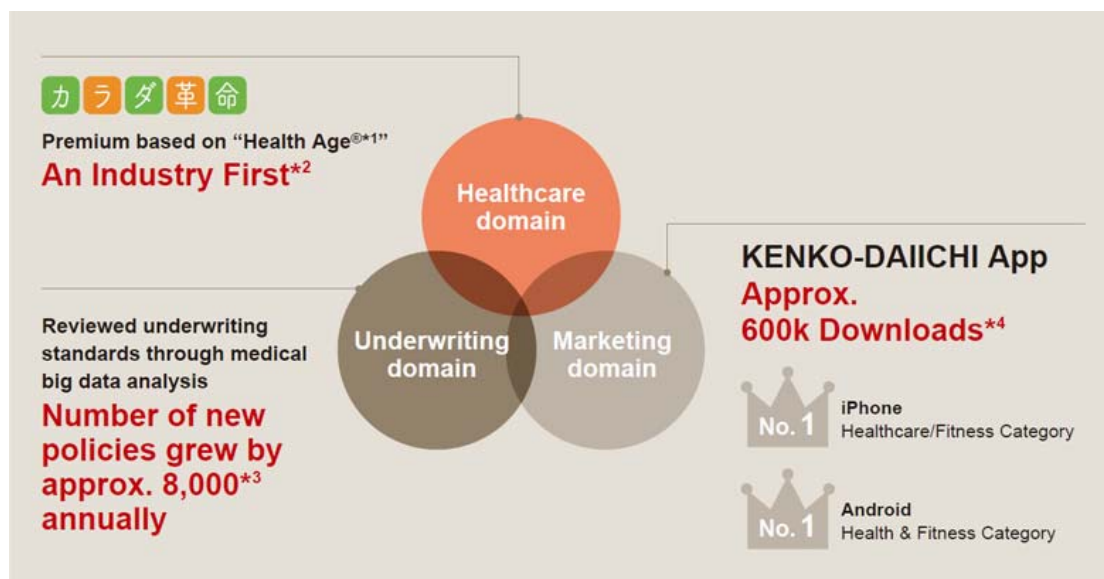 カラダ革命
Premium based on “Health Age®*1”
An Industry First*2
Healthcare
domain
Underwriting
domain
Marketing
domain
Reviewed underwriting
standards through medical
big data analysis
Number of new
policies grew by
approx. 8,000*3
annually
KENKO-DAIICHI App
Approx.
600k Downloads*4
No. 1
iPhone
Healthcare/Fitness Category
No. 1
Android
Health & Fitness Category